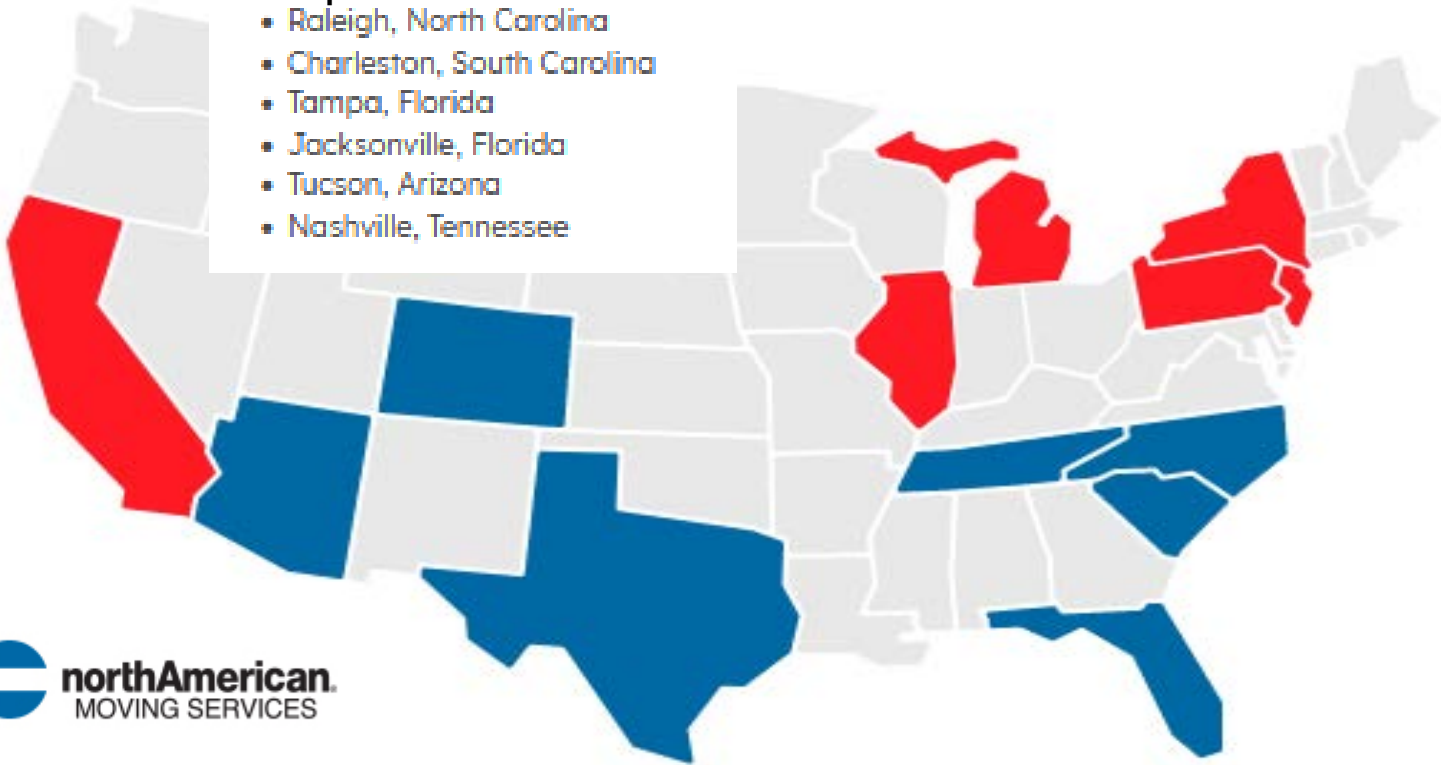 • Raleigh, North Carolina
• Charleston, South Carolina
• Tampa, Florida
• Jacksonville, Florida
• Tucson, Arizona
• Nashville, Tennessee
northAmerican.
MOVING SERVICES